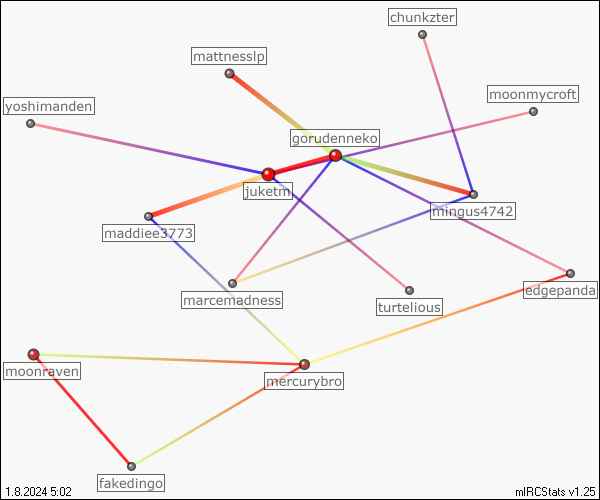 chunkzter
mattnesslp
moonmycroft
yoshimanden
gorudenneko
juketm
mingus4742
maddiee3773
marcemadness
edgepanda
turtelious
moonraven
mercurybro
fakedingo
1.8.2024 5:02
mIRCStats v1.25